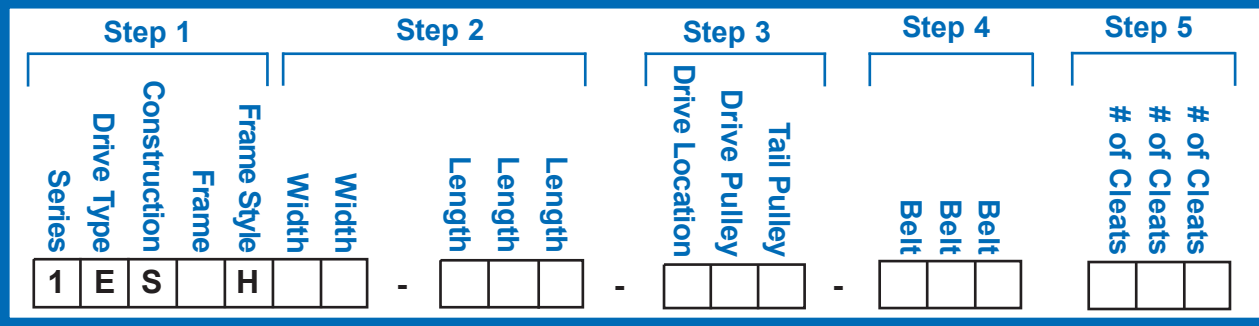 Step 1 Step 2 Step 3 Step 4 Step 5
Series
Drive Type
Construction
Frame
Frame Style
Width
Width
Length
Length
Length
Drive Location
Drive Pulley
Tail Pulley
Belt
Belt
Belt
# of Cleats
# of Cleats
# of Cleats
1 E S H - - -